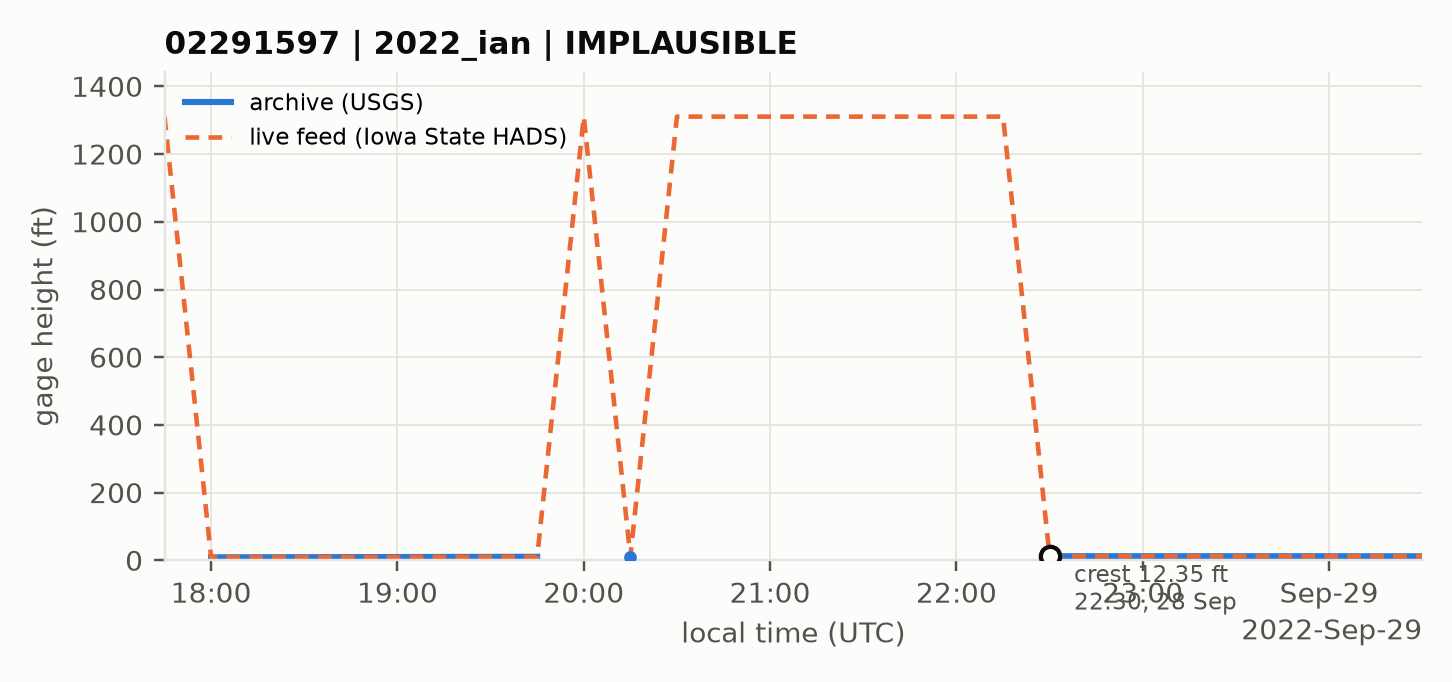 02291597 | 2022_ian | IMPLAUSIBLE
archive (USGS)
live feed (Iowa State HADS)
gage height (ft)
1400
1200
1000
800
600
400
200
0
crest 12.35 ft
22:30, 28 Sep
18:00 19:00 20:00 21:00 22:00 23:00 Sep-29
local time (UTC)
2022-Sep-29